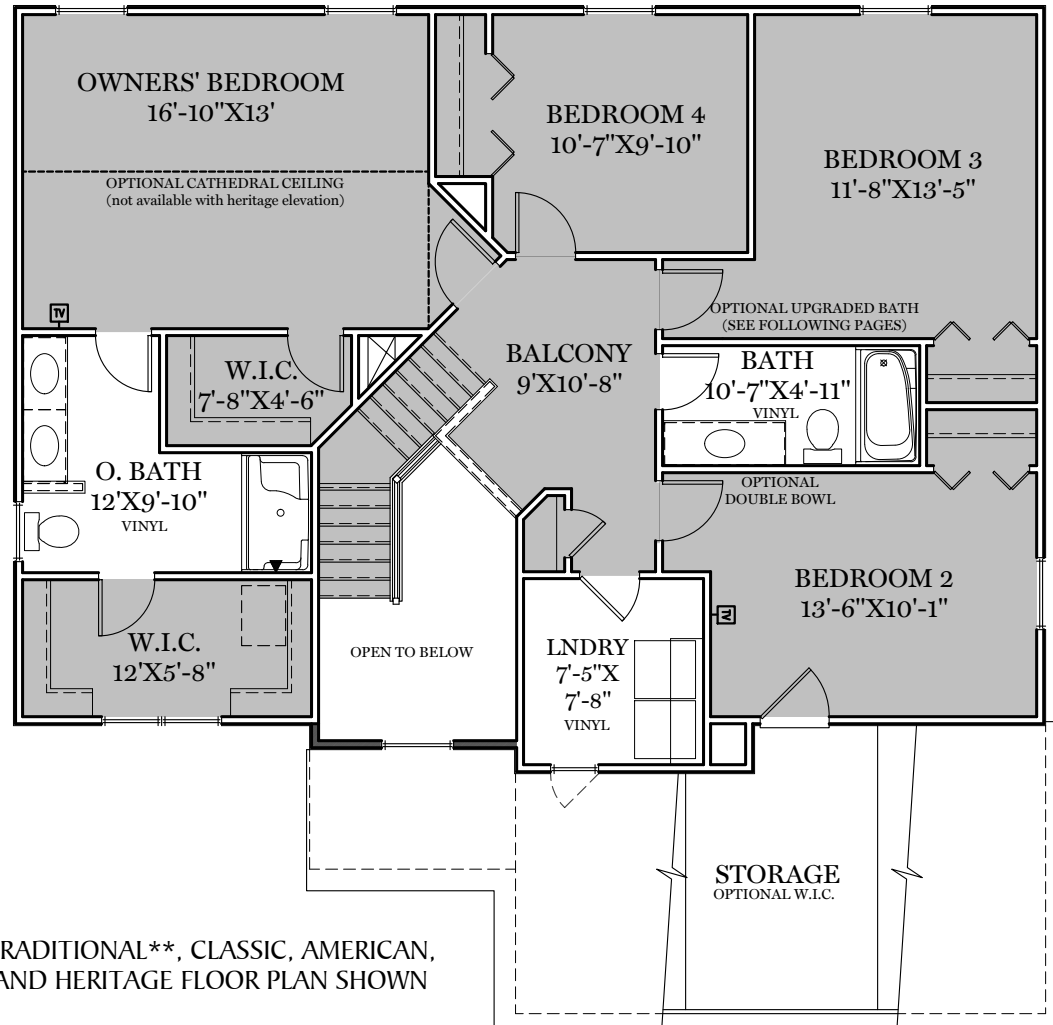 OWNERS' BEDROOM
16'-10"X13'
OPTIONAL CATHEDRAL CEILING
(not available with heritage elevation)
TV
BEDROOM 4
10'-7"X9'-10"
BEDROOM 3
11'-8"X13'-5"
OPTIONAL UPGRADED BATH
(SEE FOLLOWING PAGES)
W.I.C.
7'-8"X4'-6"
BALCONY
9'X10'-8"
BATH
10'-7"X4'-11"
VINYL
O. BATH
12'X9'-10"
VINYL
OPTIONAL
DOUBLE BOWL
BEDROOM 2
13'-6"X10'-1"
TV
W.I.C.
12'X5'-8"
OPEN TO BELOW
LNDRY
7'-5"X
7'-8"
VINYL
STORAGE
OPTIONAL W.I.C.
RADITIONAL**, CLASSIC, AMERICAN,
AND HERITAGE FLOOR PLAN SHOWN